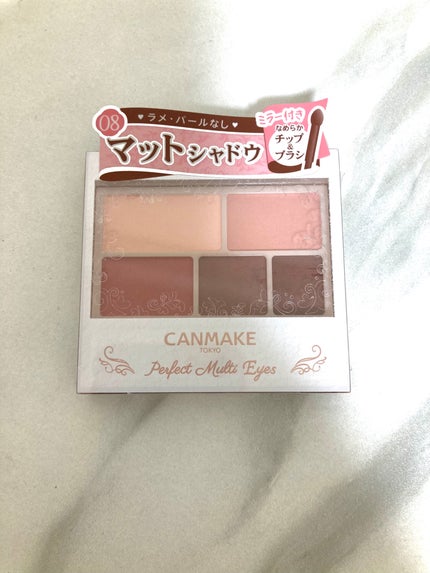 08
♥ ラメ・パールなし ♥
マットシャドウ
ミラー付き
なめらか
チップ
&
ブラシ
CANMAKE
TOKYO
Perfect Multi Eyes